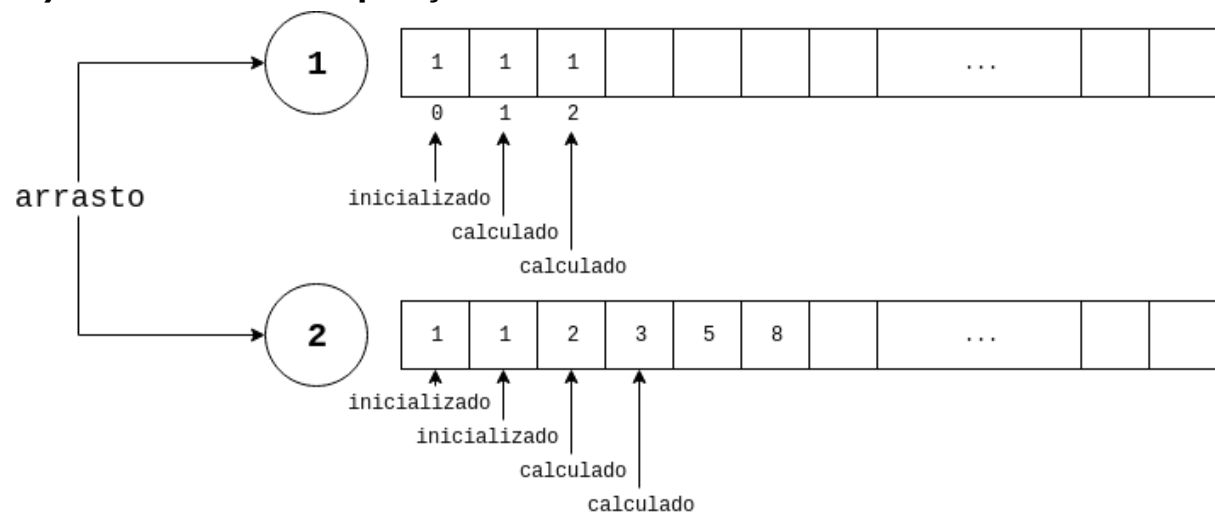 1 1 1 1 ...
0 1 2
arrasto
inicializado
calculado
calculado
2 1 1 2 3 5 8 ...
inicializado
inicializado
calculado
calculado